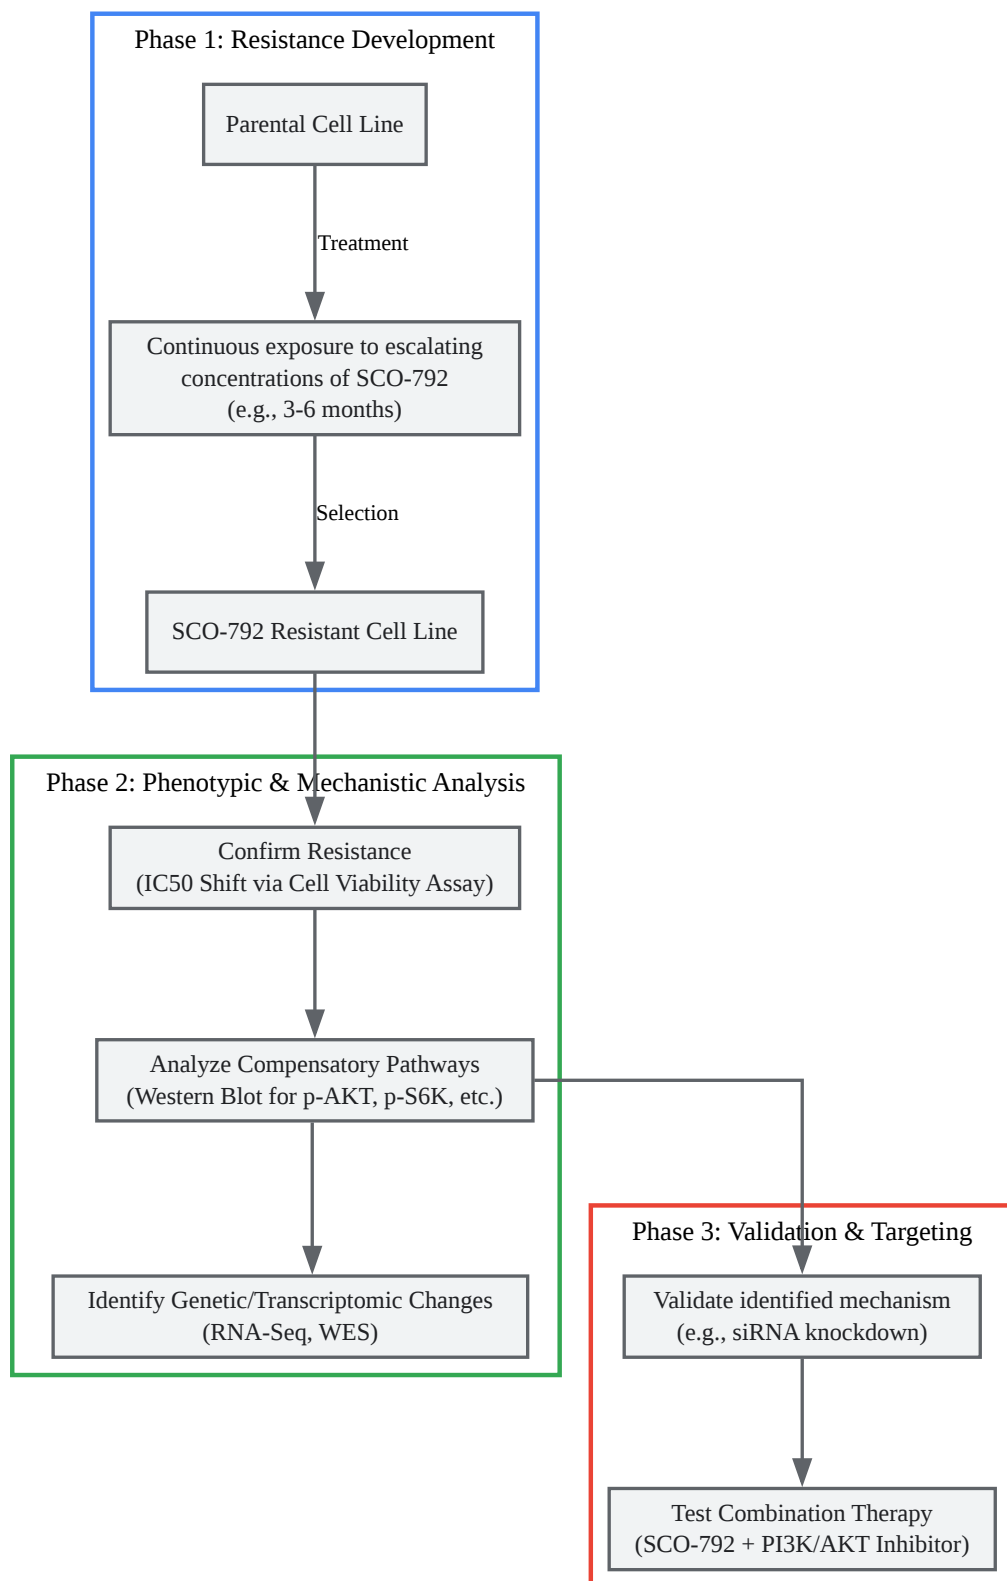 Phase 1: Resistance Development
Parental Cell Line
Treatment
Continuous exposure to escalating
concentrations of SCO-792
(e.g., 3-6 months)
Selection
SCO-792 Resistant Cell Line
Phase 2: Phenotypic & Mechanistic Analysis
Confirm Resistance
(IC50 Shift via Cell Viability Assay)
Analyze Compensatory Pathways
(Western Blot for p-AKT, p-S6K, etc.)
Identify Genetic/Transcriptomic Changes
(RNA-Seq, WES)
Phase 3: Validation & Targeting
Validate identified mechanism
(e.g., siRNA knockdown)
Test Combination Therapy
(SCO-792 + PI3K/AKT Inhibitor)